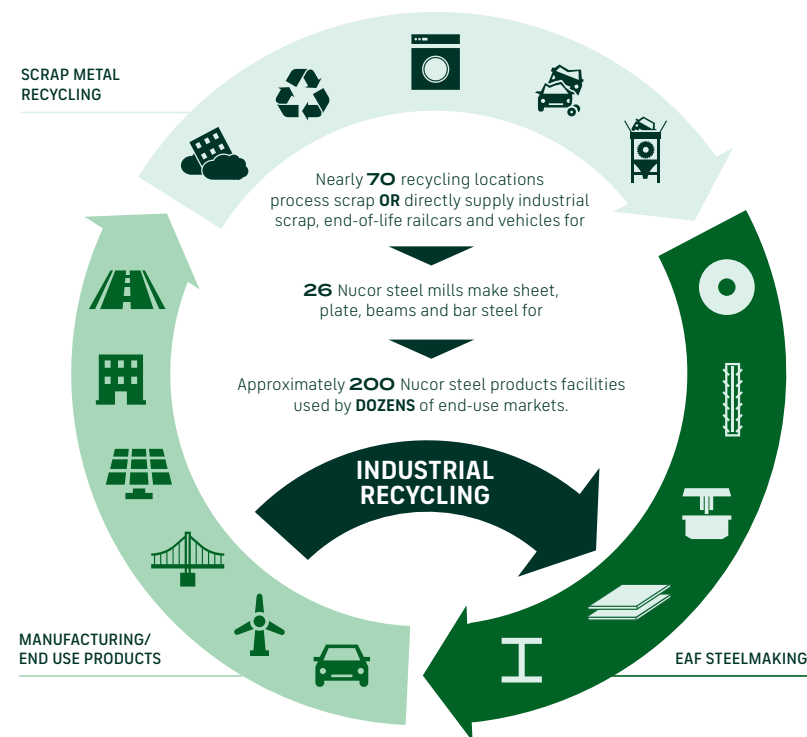 SCRAP METAL
RECYCLING
Nearly 70 recycling locations
process scrap OR directly supply industrial
scrap, end-of-life railcars and vehicles for
26 Nucor steel mills make sheet,
plate, beams and bar steel for
Approximately 200 Nucor steel products facilities
used by DOZENS of end-use markets.
INDUSTRIAL
RECYCLING
MANUFACTURING/
END USE PRODUCTS
EAF STEELMAKING